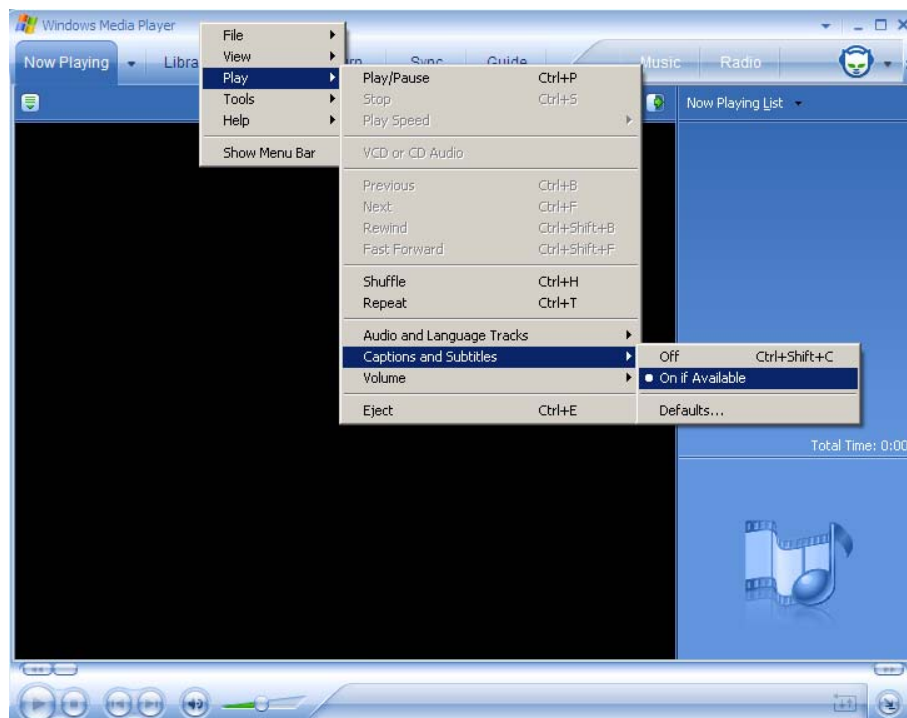 Windows Media Player
Now Playing
Sync
Guide
Music
Radio
File
View
Play
Tools
Help
Show Menu Bar
Play/Pause Ctrl+P
Stop Ctrl+S
Play Speed
VCD or CD Audio
Previous Ctrl+B
Next Ctrl+F
Rewind Ctrl+Shift+B
Fast Forward Ctrl+Shift+F
Shuffle Ctrl+H
Repeat Ctrl+T
Audio and Language Tracks
Captions and Subtitles
Volume
Eject Ctrl+E
Off Ctrl+Shift+C
On if Available
Defaults...
Now Playing List
Total Time: 0:00